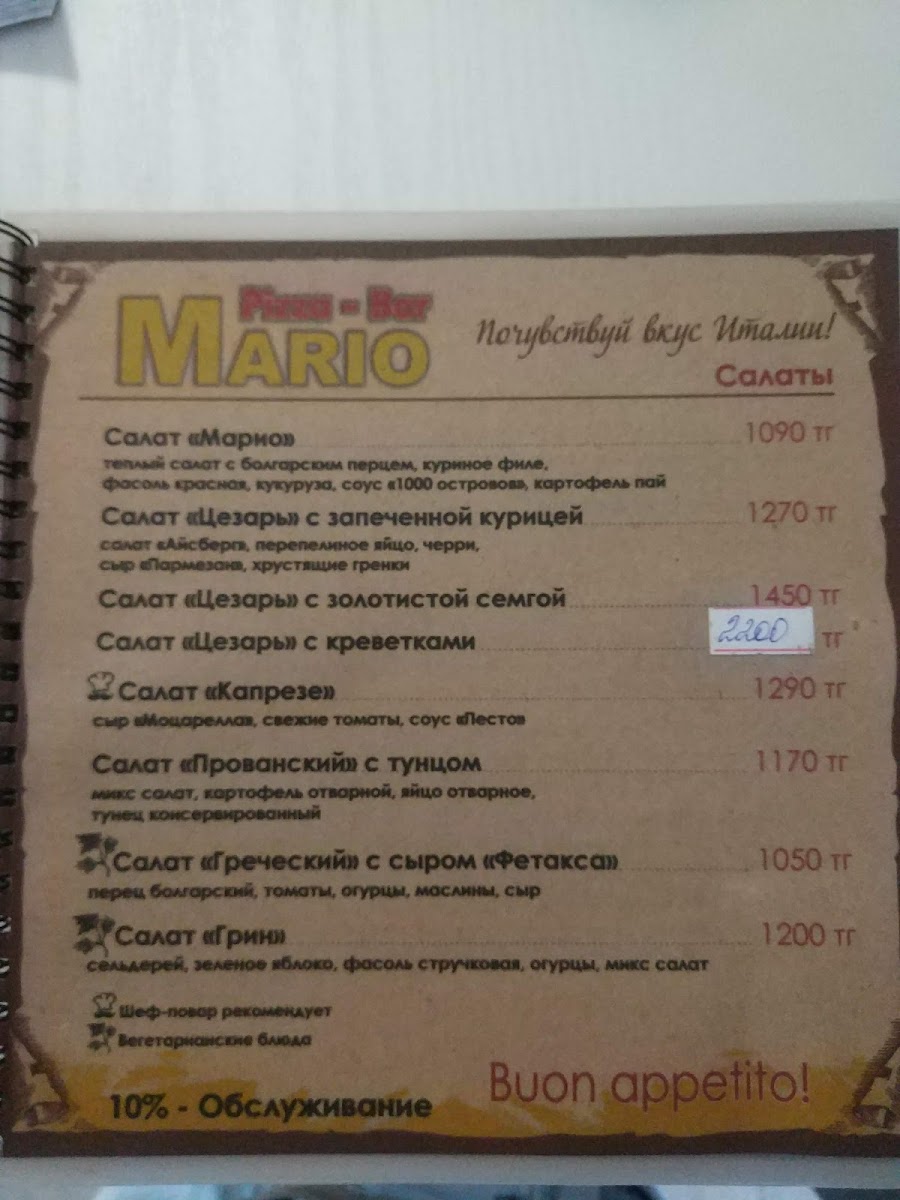 Pizza - Bar
MARIO
Почувствуй вкус Италии!
Салаты
Салат «Марио» 1090 тг
теплый салат с болгарским перцем, куриное филе,
фасоль красная, кукуруза, соус «1000 островов», картофель пай
Салат «Цезарь» с запеченной курицей 1270 тг
салат «Айсберг», перепелиное яйцо, черри,
сыр «Пармезан», хрустящие гренки
Салат «Цезарь» с золотистой семгой 1450 тг
Салат «Цезарь» с креветками 2200 тг
Салат «Капрезе» 1290 тг
сыр «Моцарелла», свежие томаты, соус «Песто»
Салат «Прованский» с тунцом 1170 тг
микс салат, картофель отварной, яйцо отварное,
тунец консервированный
Салат «Греческий» с сыром «Фетакса» 1050 тг
перец болгарский, томаты, огурцы, маслины, сыр
Салат «Грин» 1200 тг
сельдерей, зеленое яблоко, фасоль стручковая, огурцы, микс салат
Шеф-повар рекомендует
Вегетарианские блюда
Buon appetito!
10% - Обслуживание